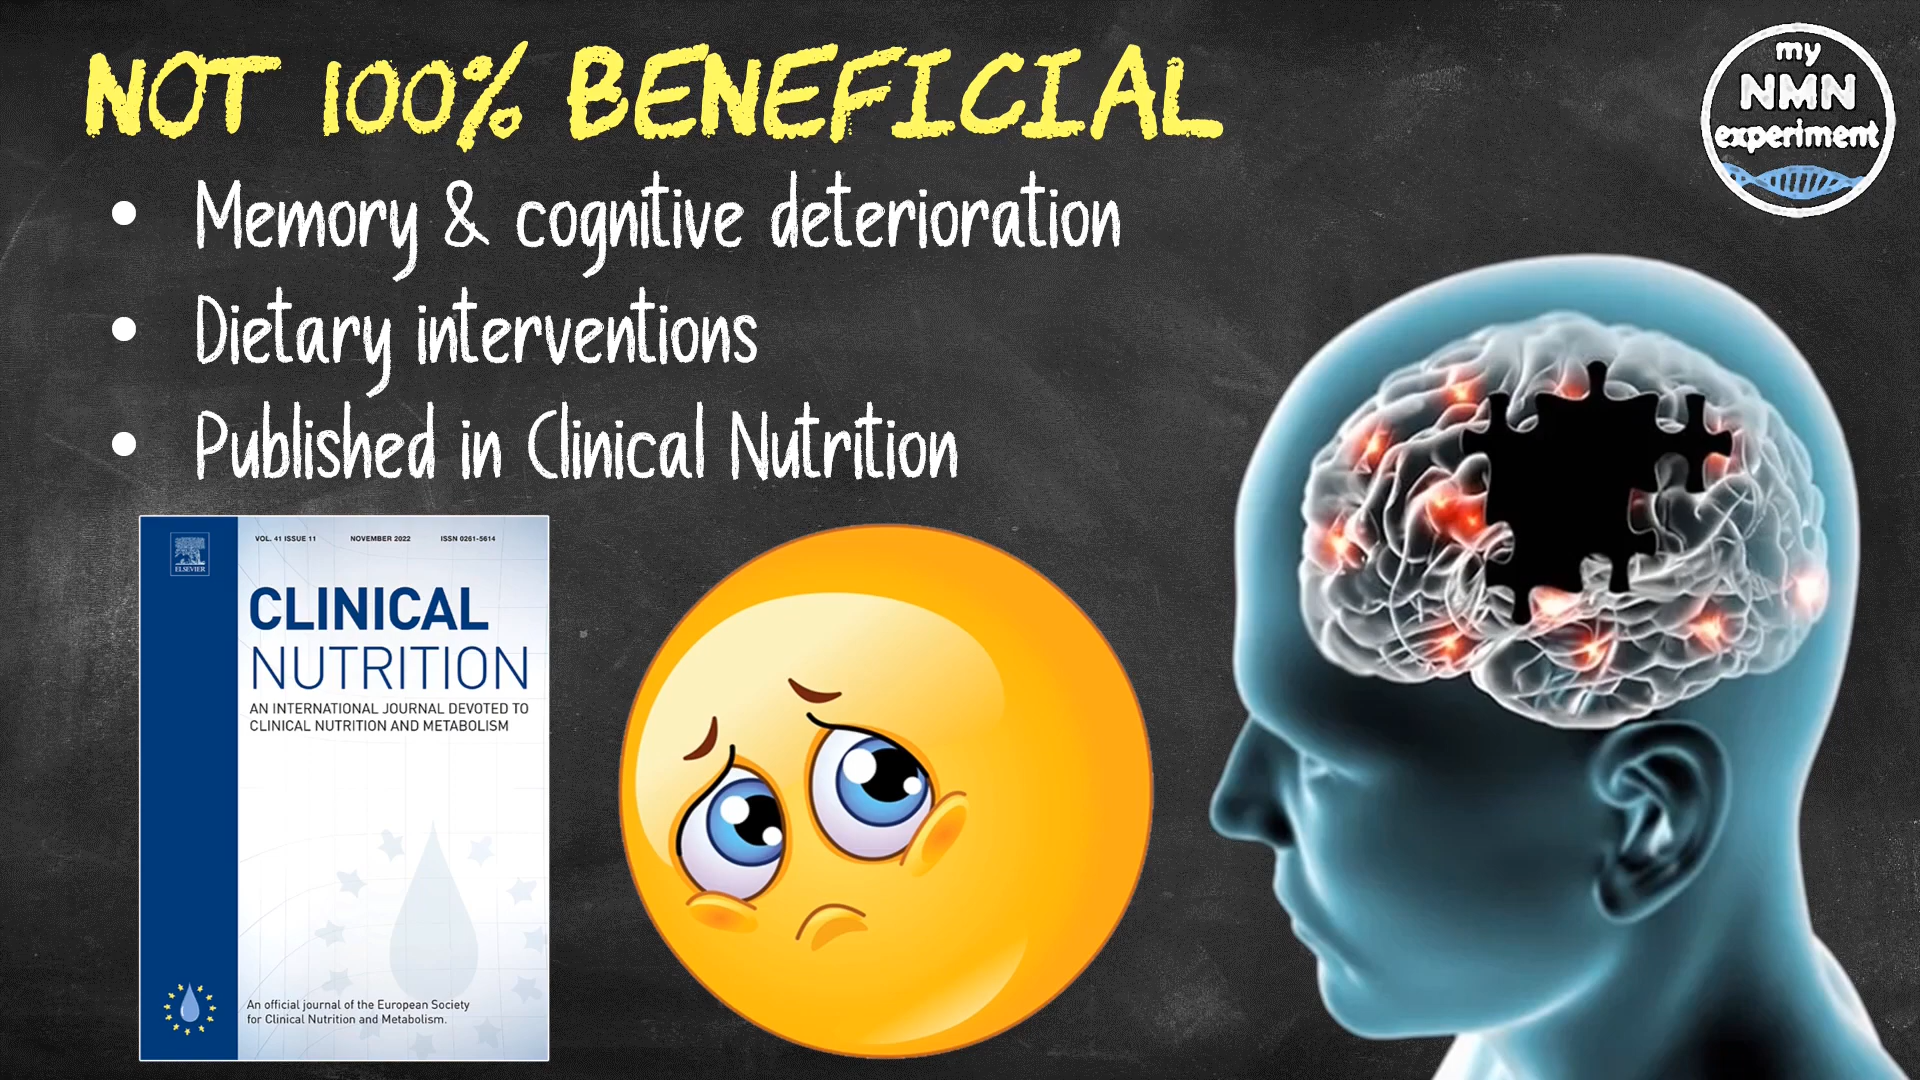 NOT 100% BENEFICIAL
my
NMN
experiment
• Memory & cognitive deterioration
• Dietary interventions
• Published in Clinical Nutrition
VOL. 41 ISSUE 11 NOVEMBER 2022 ISSN 0261-5614
ELSEVIER
CLINICAL
NUTRITION
AN INTERNATIONAL JOURNAL DEVOTED TO
CLINICAL NUTRITION AND METABOLISM
An official journal of the European Society
for Clinical Nutrition and Metabolism.